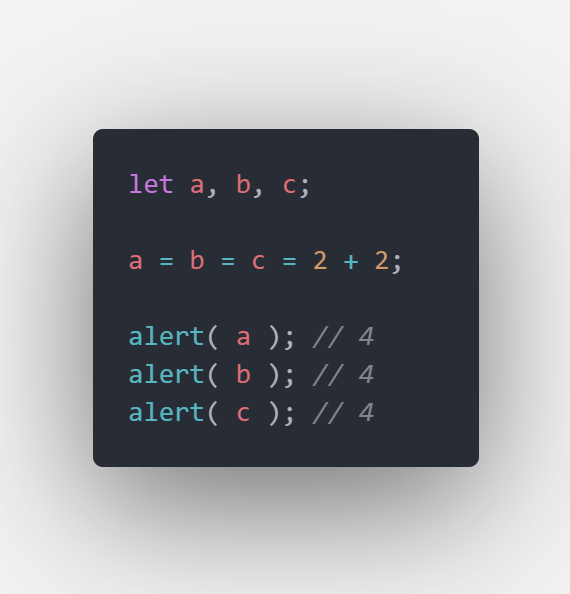 let a, b, c;
a = b = c = 2 + 2;
alert( a ); // 4
alert( b ); // 4
alert( c ); // 4